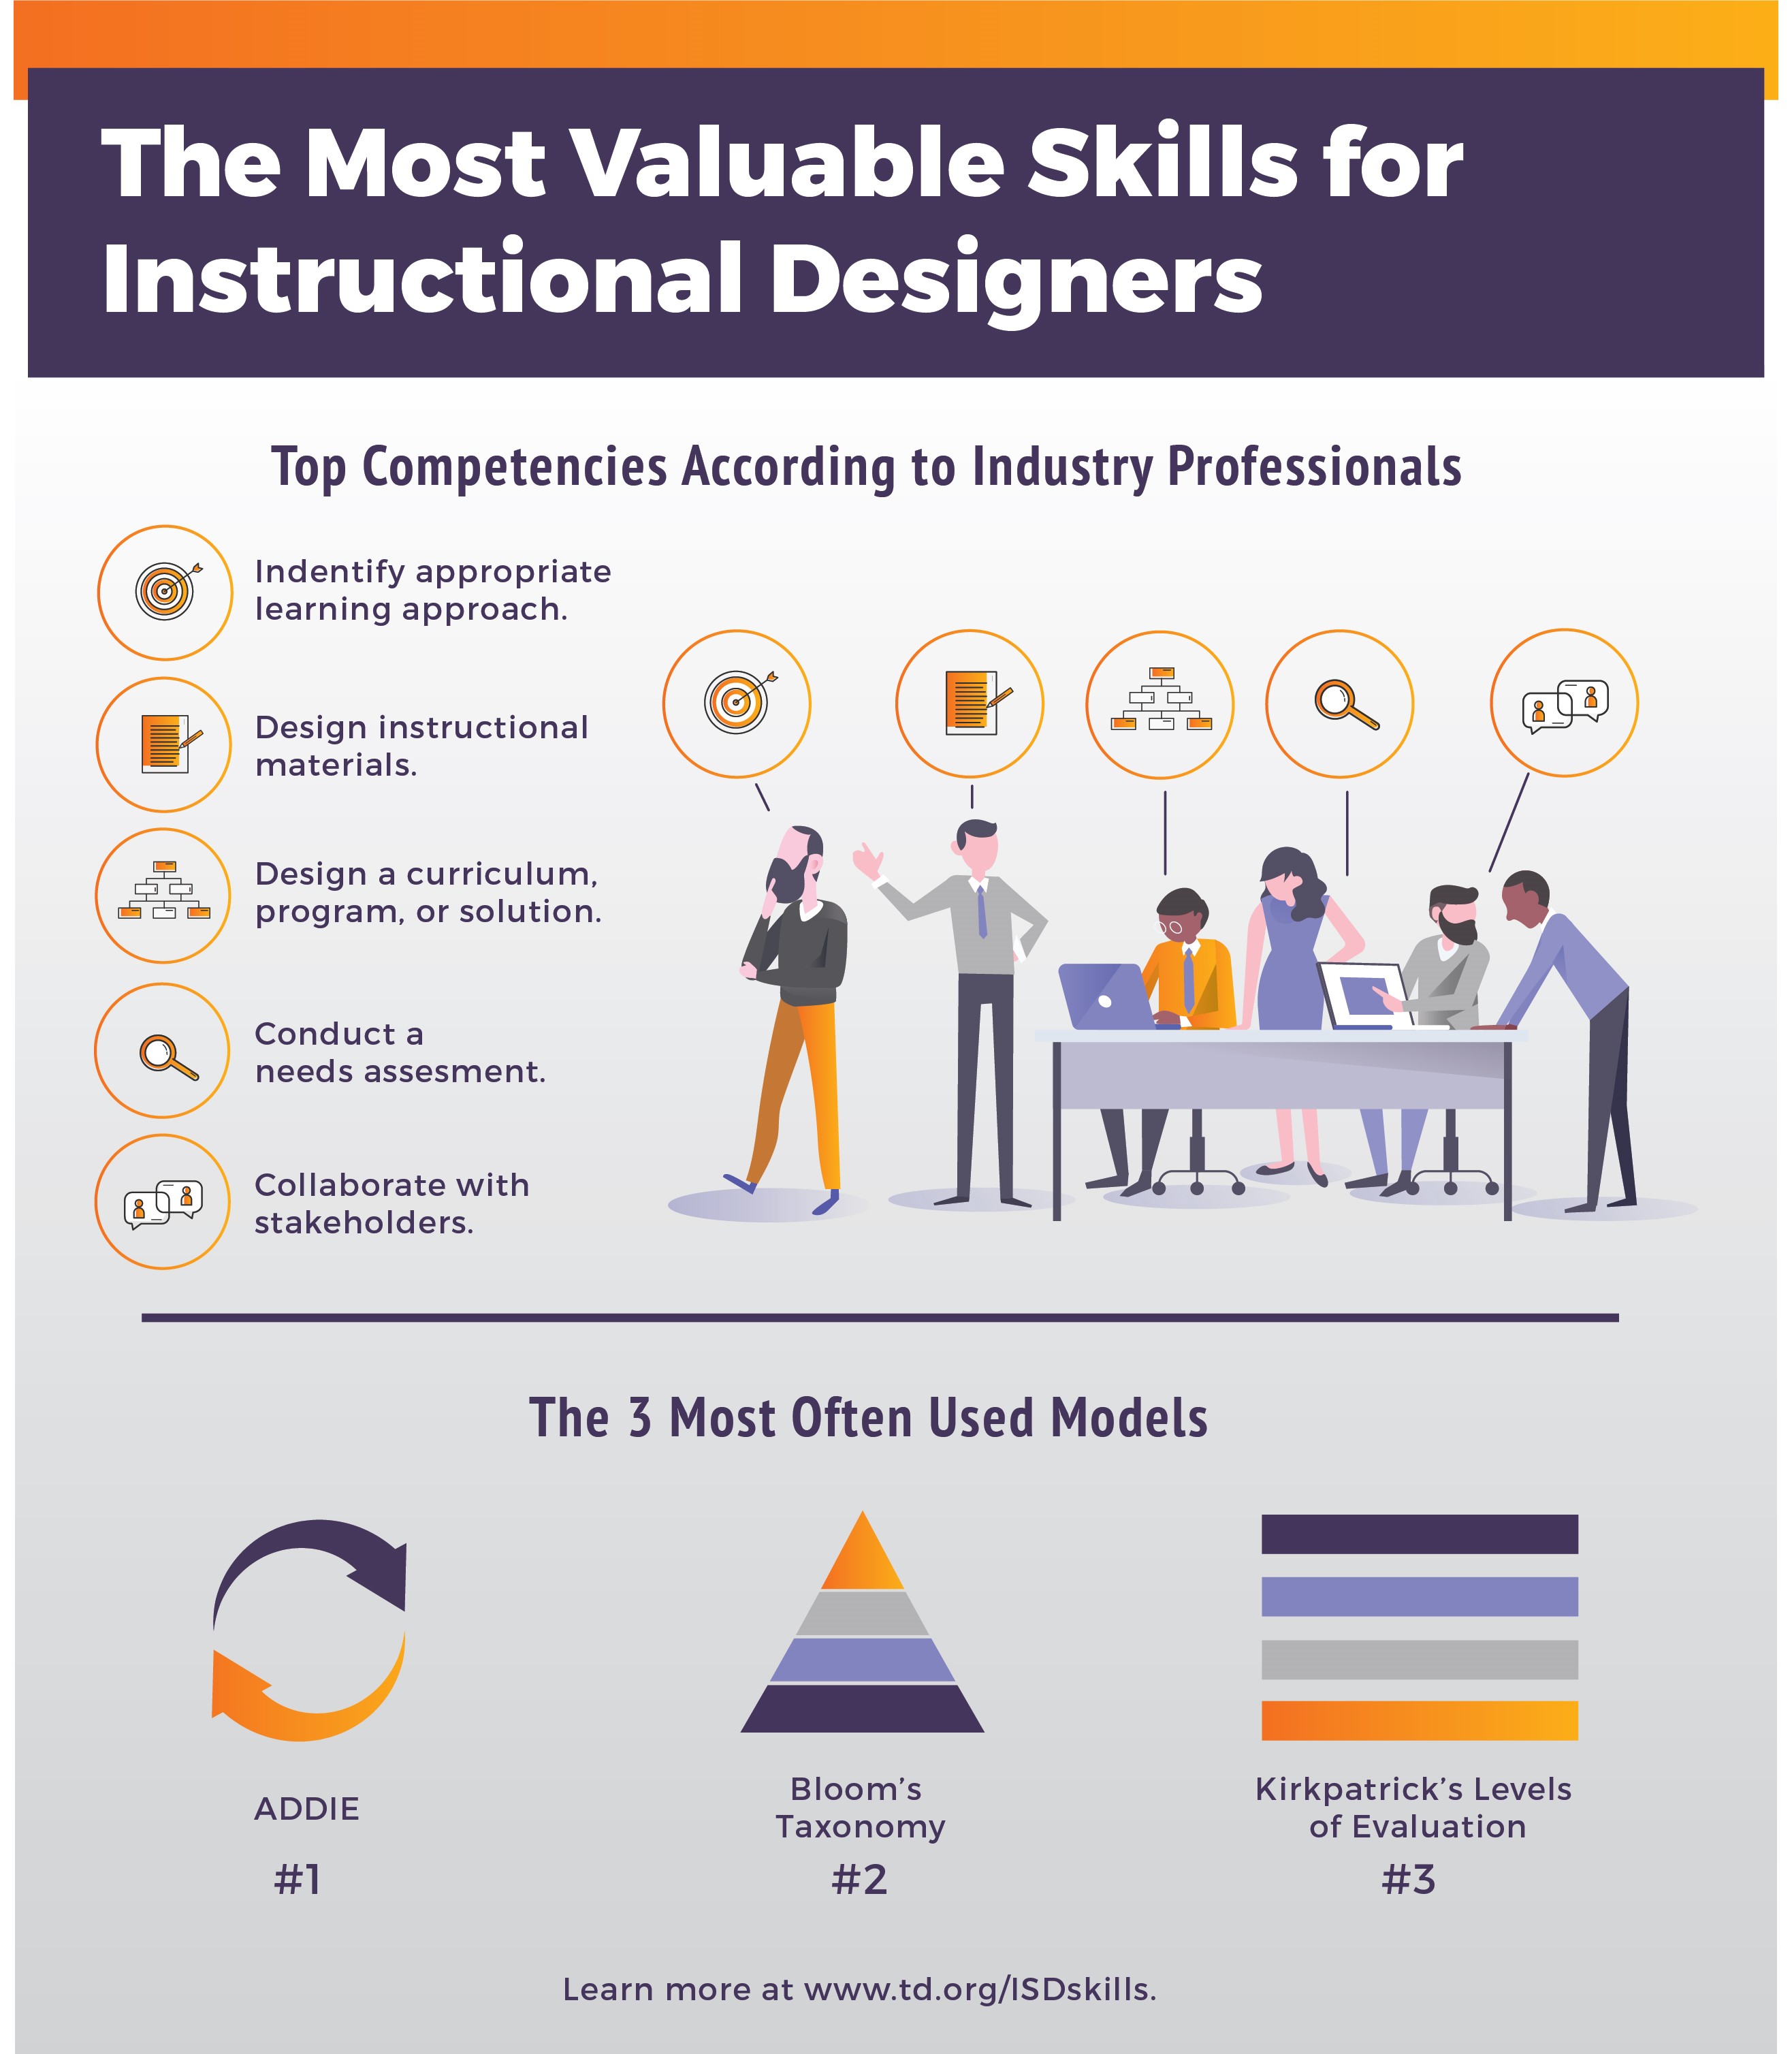 The Most Valuable Skills for
Instructional Designers
Top Competencies According to Industry Professionals
Indentify appropriate
learning approach.
Design instructional
materials.
Design a curriculum,
program, or solution.
Conduct a
needs assesment.
Collaborate with
stakeholders.
The 3 Most Often Used Models
ADDIE
#1
Bloom’s
Taxonomy
#2
Kirkpatrick’s Levels
of Evaluation
#3
Learn more at www.td.org/ISDskills.